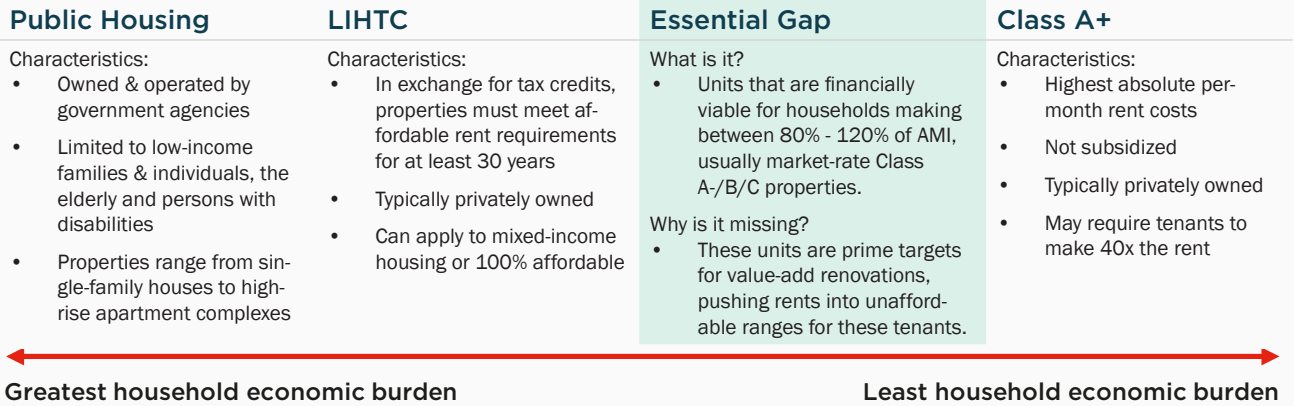 Public Housing
Characteristics:
• Owned & operated by
government agencies
• Limited to low-income
families & individuals, the
elderly and persons with
disabilities
• Properties range from sin-
gle-family houses to high-
rise apartment complexes
LIHTC
Characteristics:
• In exchange for tax credits,
properties must meet af-
fordable rent requirements
for at least 30 years
• Typically privately owned
• Can apply to mixed-income
housing or 100% affordable
Essential Gap
What is it?
• Units that are financially
viable for households making
between 80% - 120% of AMI,
usually market-rate Class
A-/B/C properties.
Why is it missing?
• These units are prime targets
for value-add renovations,
pushing rents into unafford-
able ranges for these tenants.
Class A+
Characteristics:
• Highest absolute per-
month rent costs
• Not subsidized
• Typically privately owned
• May require tenants to
make 40x the rent
Greatest household economic burden
Least household economic burden